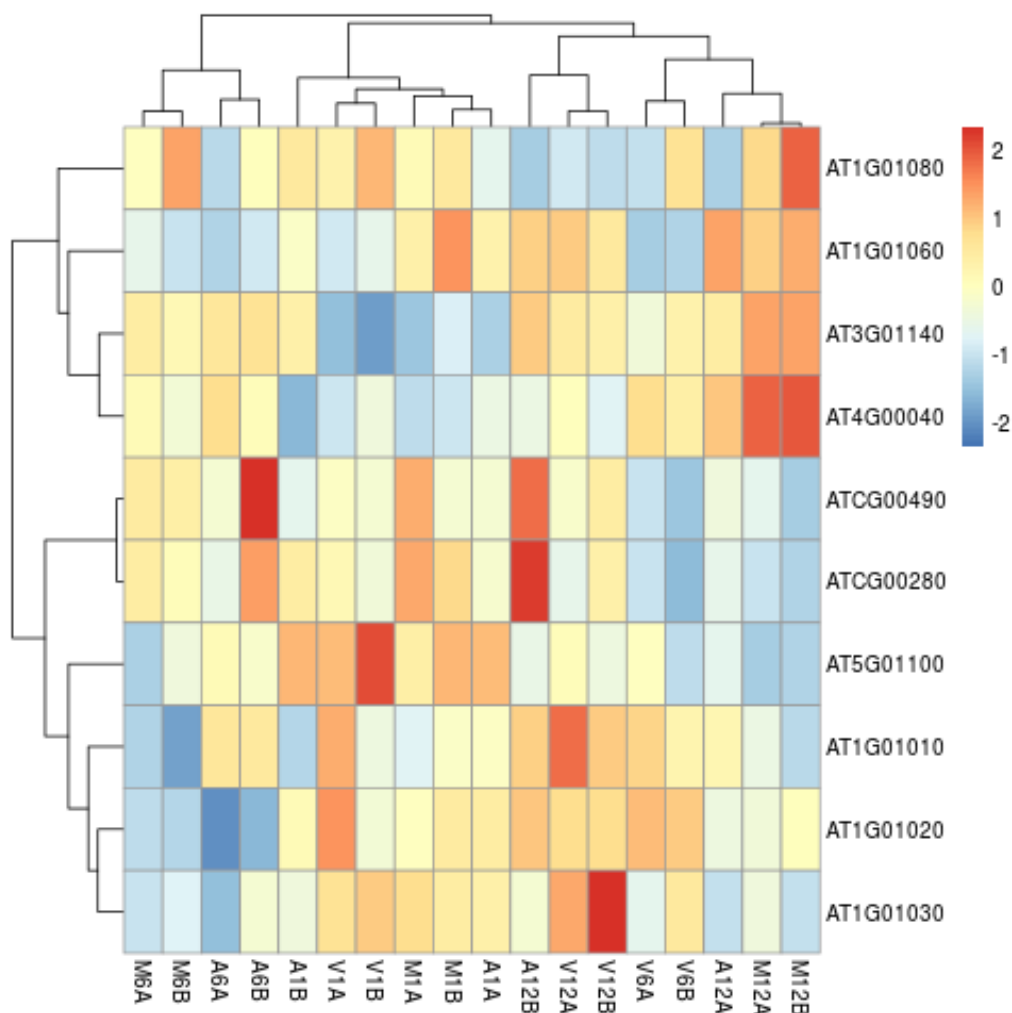 AT1G01080
AT1G01060
AT3G01140
AT4G00040
ATCG00490
ATCG00280
AT5G01100
AT1G01010
AT1G01020
AT1G01030
2
1
0
-1
-2
M6A
M6B
A6A
A6B
A1B
V1A
V1B
M1A
M1B
A1A
A12B
V12A
V12B
V6A
V6B
A12A
M12A
M12B